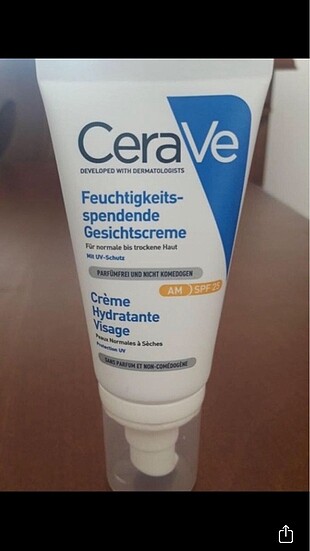 CeraVe
DEVELOPED WITH DERMATOLOGISTS
Feuchtigkeits-
spendende
Gesichtscreme
Für normale bis trockene Haut
Mit UV-Schutz
PARFÜMFREI UND NICHT KOMEDOGEN
AM SPF 25
Crème
Hydratante
Visage
Peaux Normales à Sèches
Protection UV
SANS PARFUM ET NON-COMÉDOGÈNE